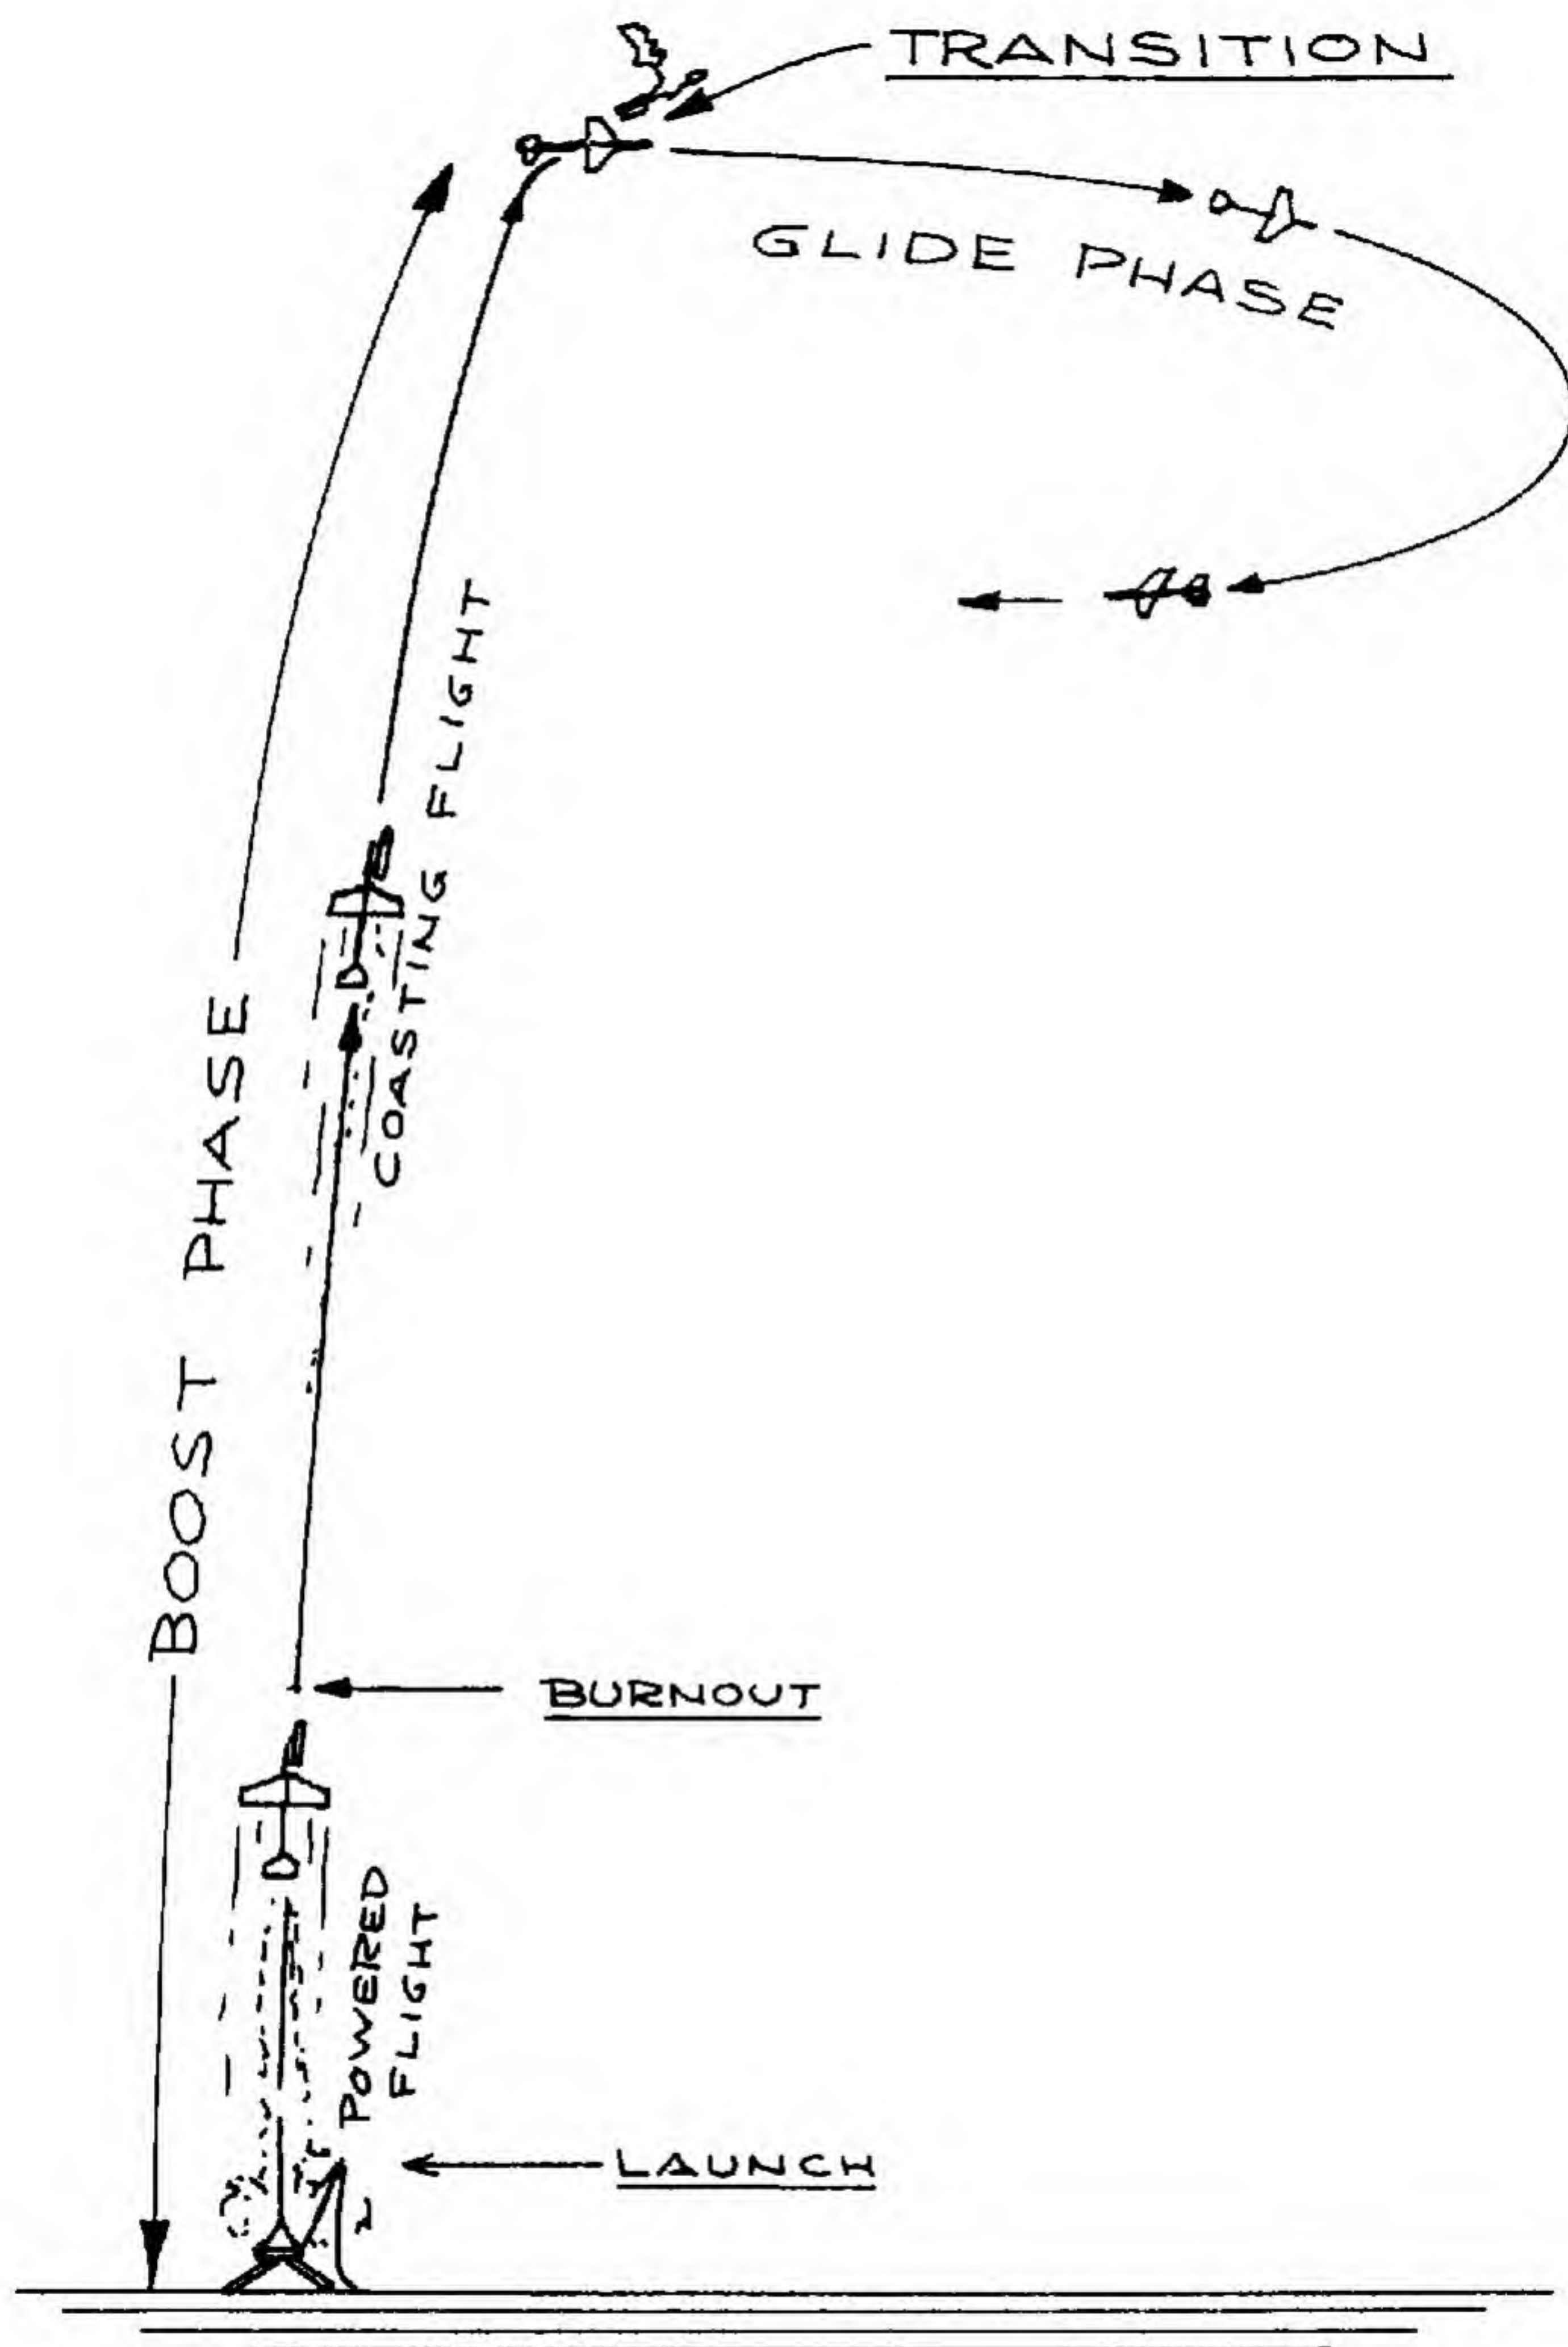 TRANSITION
GLIDE PHASE
COASTING FLIGHT
BOOST PHASE
BURNOUT
POWERED
FLIGHT
LAUNCH